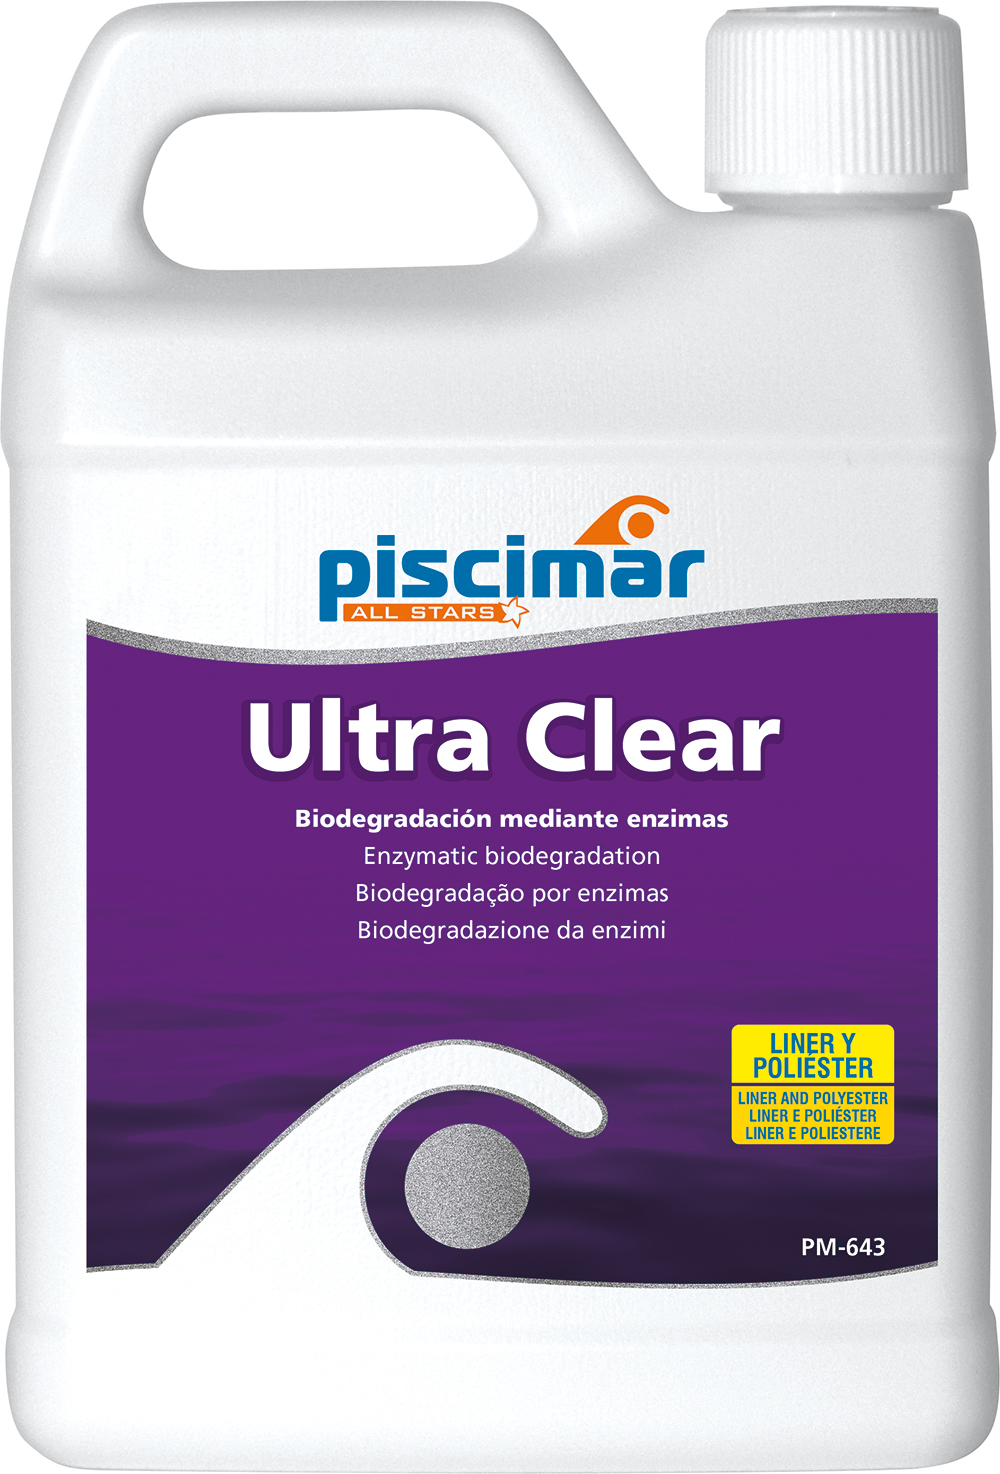 piscimar
ALL STARS
Ultra Clear
Biodegradación mediante enzimas
Enzymatic biodegradation
Biodegradação por enzimas
Biodegradazione da enzimi
LINER Y
POLIÉSTER
LINER AND POLYESTER
LINER E POLIÉSTER
LINER E POLIESTERE
PM-643